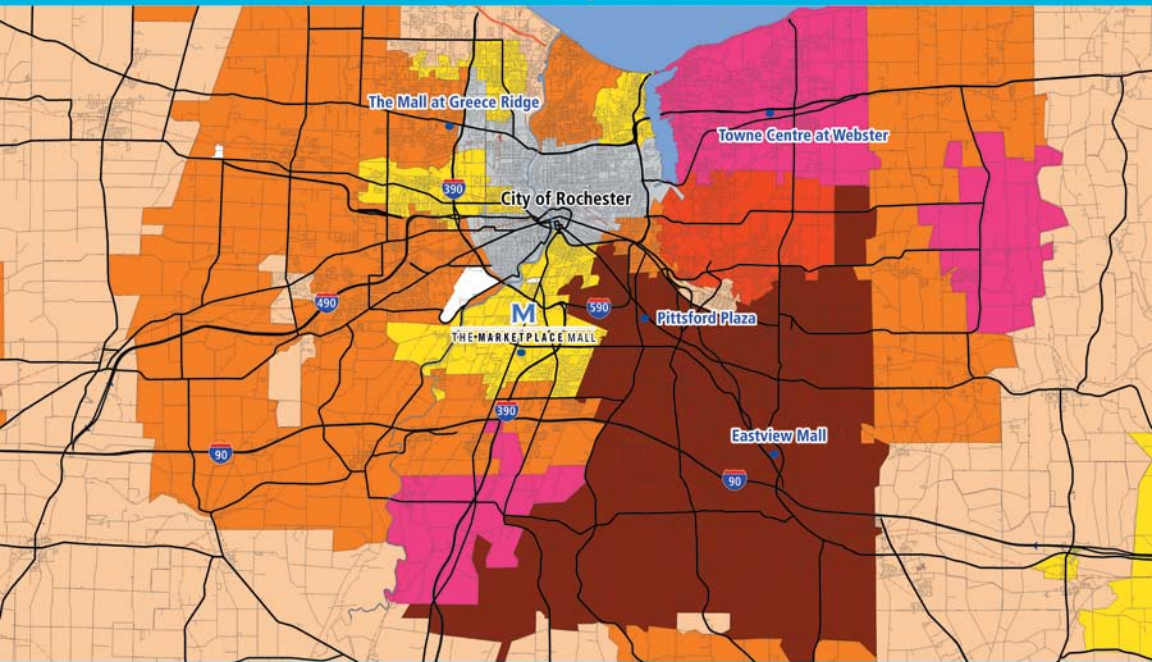 The Mall at Greece Ridge
Towne Centre at Webster
390
City of Rochester
490
590
M
THE MARKETPLACE MALL
Pittsford Plaza
390
Eastview Mall
90
90